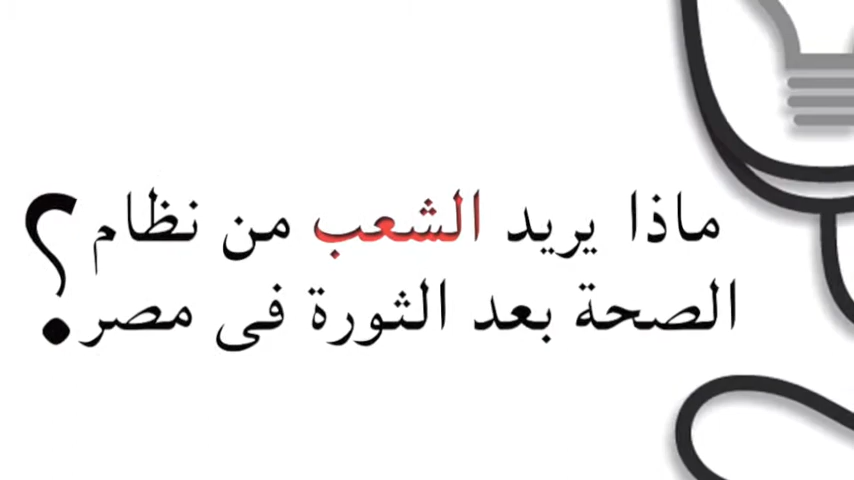 ماذا يريد الشعب من نظام
الصحة بعد الثورة فى مصر؟